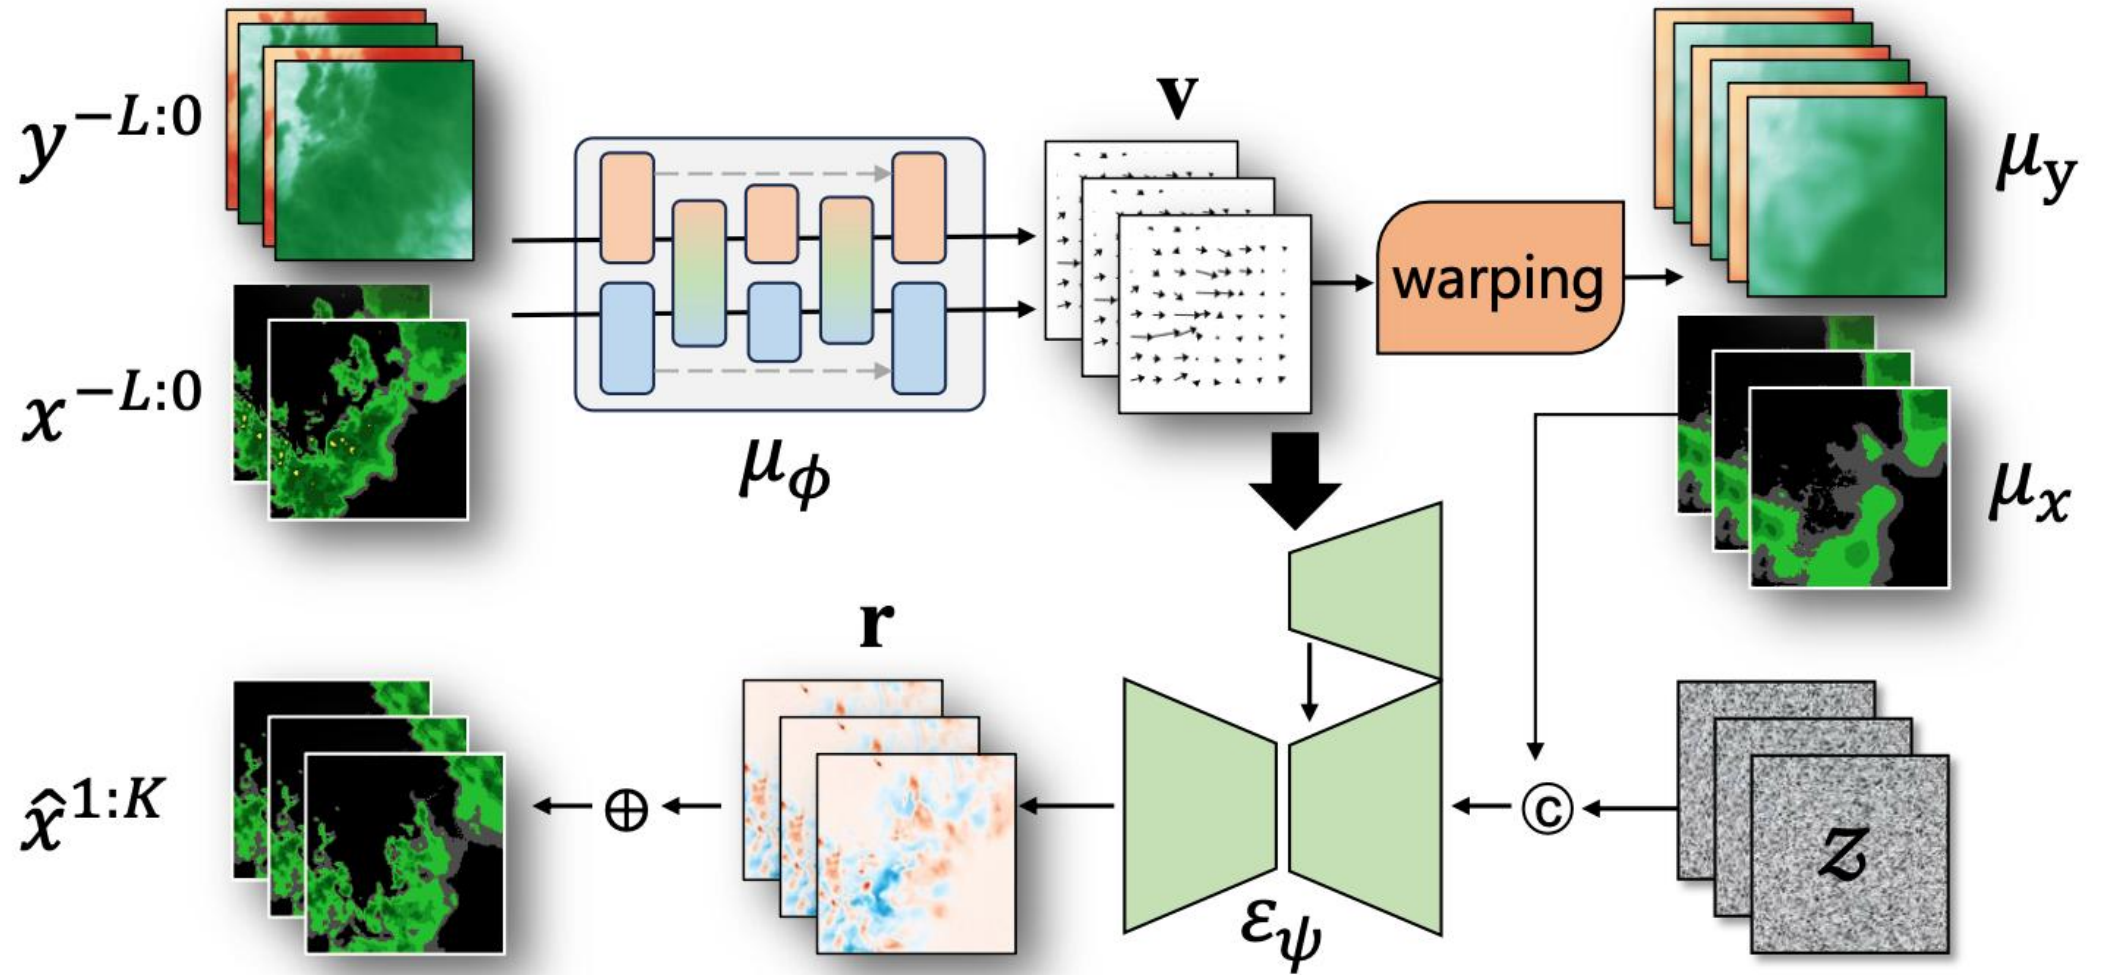 y^{-L:0}
v
μ_y
warping
x^{-L:0}
μ_ϕ
μ_x
r
x̂^{1:K}
ⓒ
z
ε_ψ